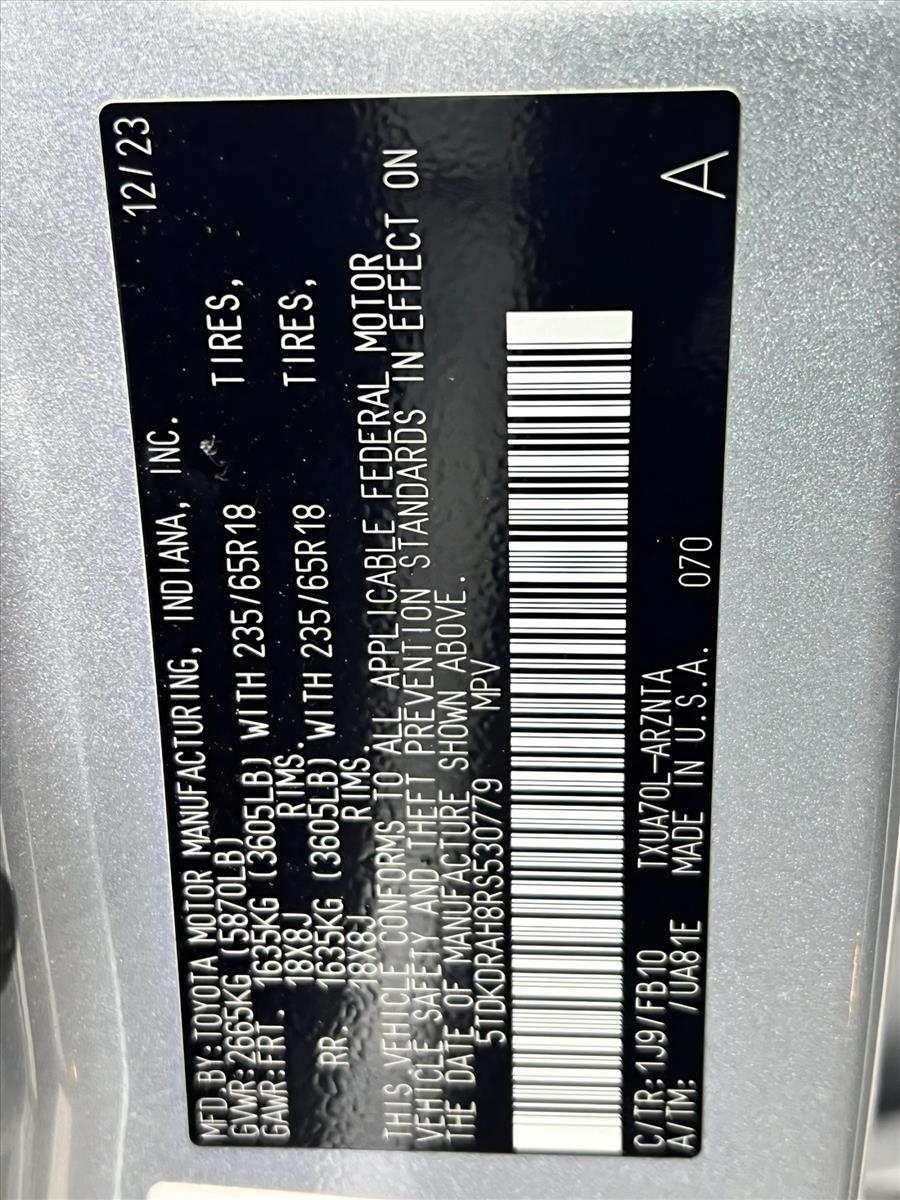 MFD.BY:TOYOTA MOTOR MANUFACTURING, INDIANA, INC. 12/23
GVWR:2665KG (5870LB)
GAWR:FRT. 1635KG (3605LB) WITH 235/65R18 TIRES,
18X8J RIMS.
RR. 1635KG (3605LB) WITH 235/65R18 TIRES,
18X8J RIMS.
THIS VEHICLE CONFORMS TO ALL APPLICABLE FEDERAL MOTOR
VEHICLE SAFETY AND THEFT PREVENTION STANDARDS IN EFFECT ON
THE DATE OF MANUFACTURE SHOWN ABOVE.
5TDKDRAH8RS530779 MPV
C/TR:1J9/FB10 TXUA70L-ARZNTA 070 A
A/TM: /UA81E MADE IN U.S.A.